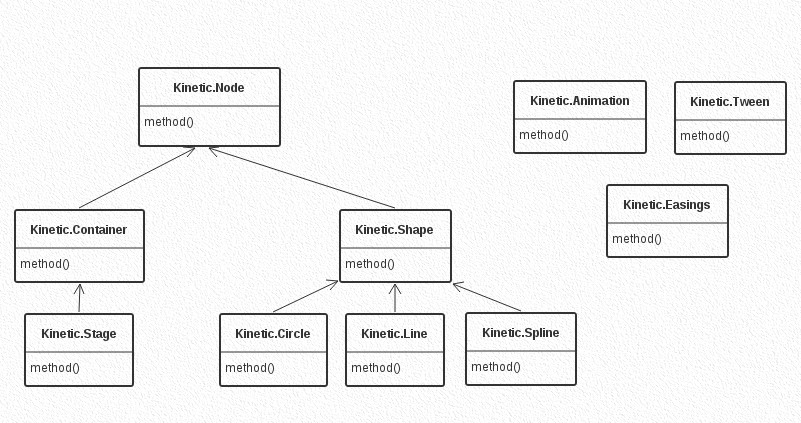 Kinetic.Node
method()
Kinetic.Animation
method()
Kinetic.Tween
method()
Kinetic.Easings
method()
Kinetic.Container
method()
Kinetic.Shape
method()
Kinetic.Stage
method()
Kinetic.Circle
method()
Kinetic.Line
method()
Kinetic.Spline
method()